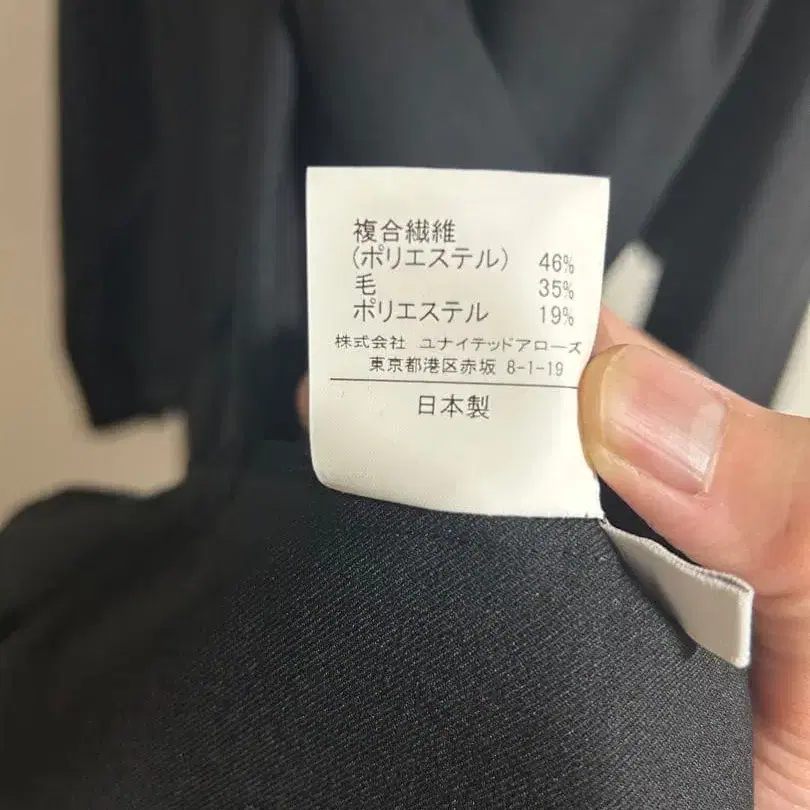 複合繊維
(ポリエステル) 46%
毛 35%
ポリエステル 19%
株式会社 ユナイテッドアローズ
東京都港区赤坂 8-1-19
日本製